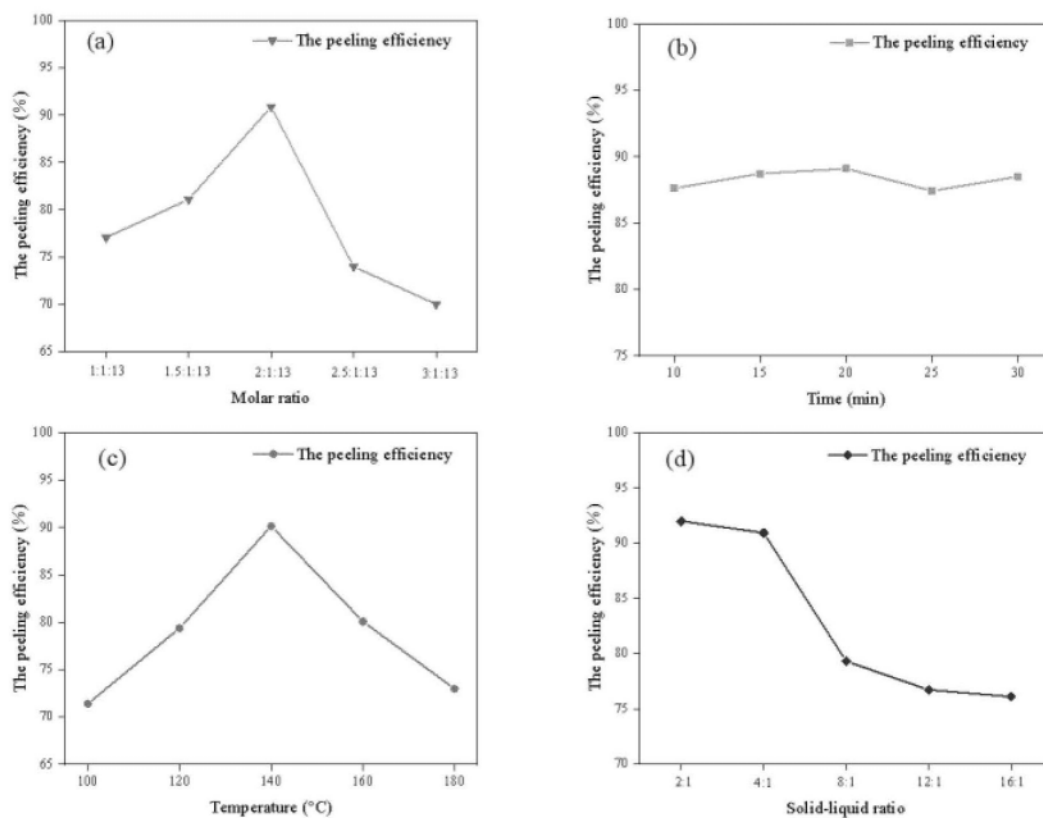 (a)
The peeling efficiency
The peeling efficiency (%)
100
95
90
85
80
75
70
65
1:1:13 1.5:1:13 2:1:13 2.5:1:13 3:1:13
Molar ratio
(b)
The peeling efficiency
The peeling efficiency (%)
100
95
90
85
80
75
10 15 20 25 30
Time (min)
(c)
The peeling efficiency
The peeling efficiency (%)
100
95
90
85
80
75
70
65
100 120 140 160 180
Temperature (°C)
(d)
The peeling efficiency
The peeling efficiency (%)
100
95
90
85
80
75
70
2:1 4:1 8:1 12:1 16:1
Solid-liquid ratio